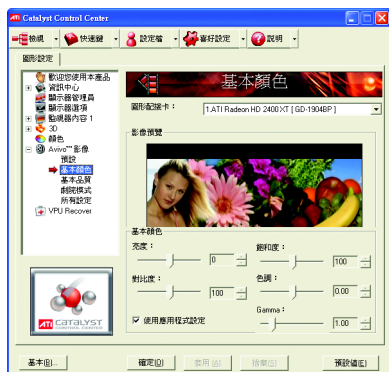 Catalyst Control Center
檢視
快速鍵
設定檔
喜好設定
說明
圖形設定
歡迎您使用本產品
資訊中心
顯示器管理員
顯示器選項
監視器內容 1
3D
顏色
Avivo™ 影像
預設
基本顏色
基本品質
劇院模式
所有設定
VPU Recover
基本顏色
圖形配接卡：
1.ATI Radeon HD 2400 XT [ GD-1904BP ]
影像預覽
基本顏色
亮度：
0
飽和度：
100
對比度：
100
色調：
0.00
使用應用程式設定
Gamma：
1.00
ATI CATALYST
CONTROL CENTER
基本(B)...
確定(O)
套用(A)
預設值(E)